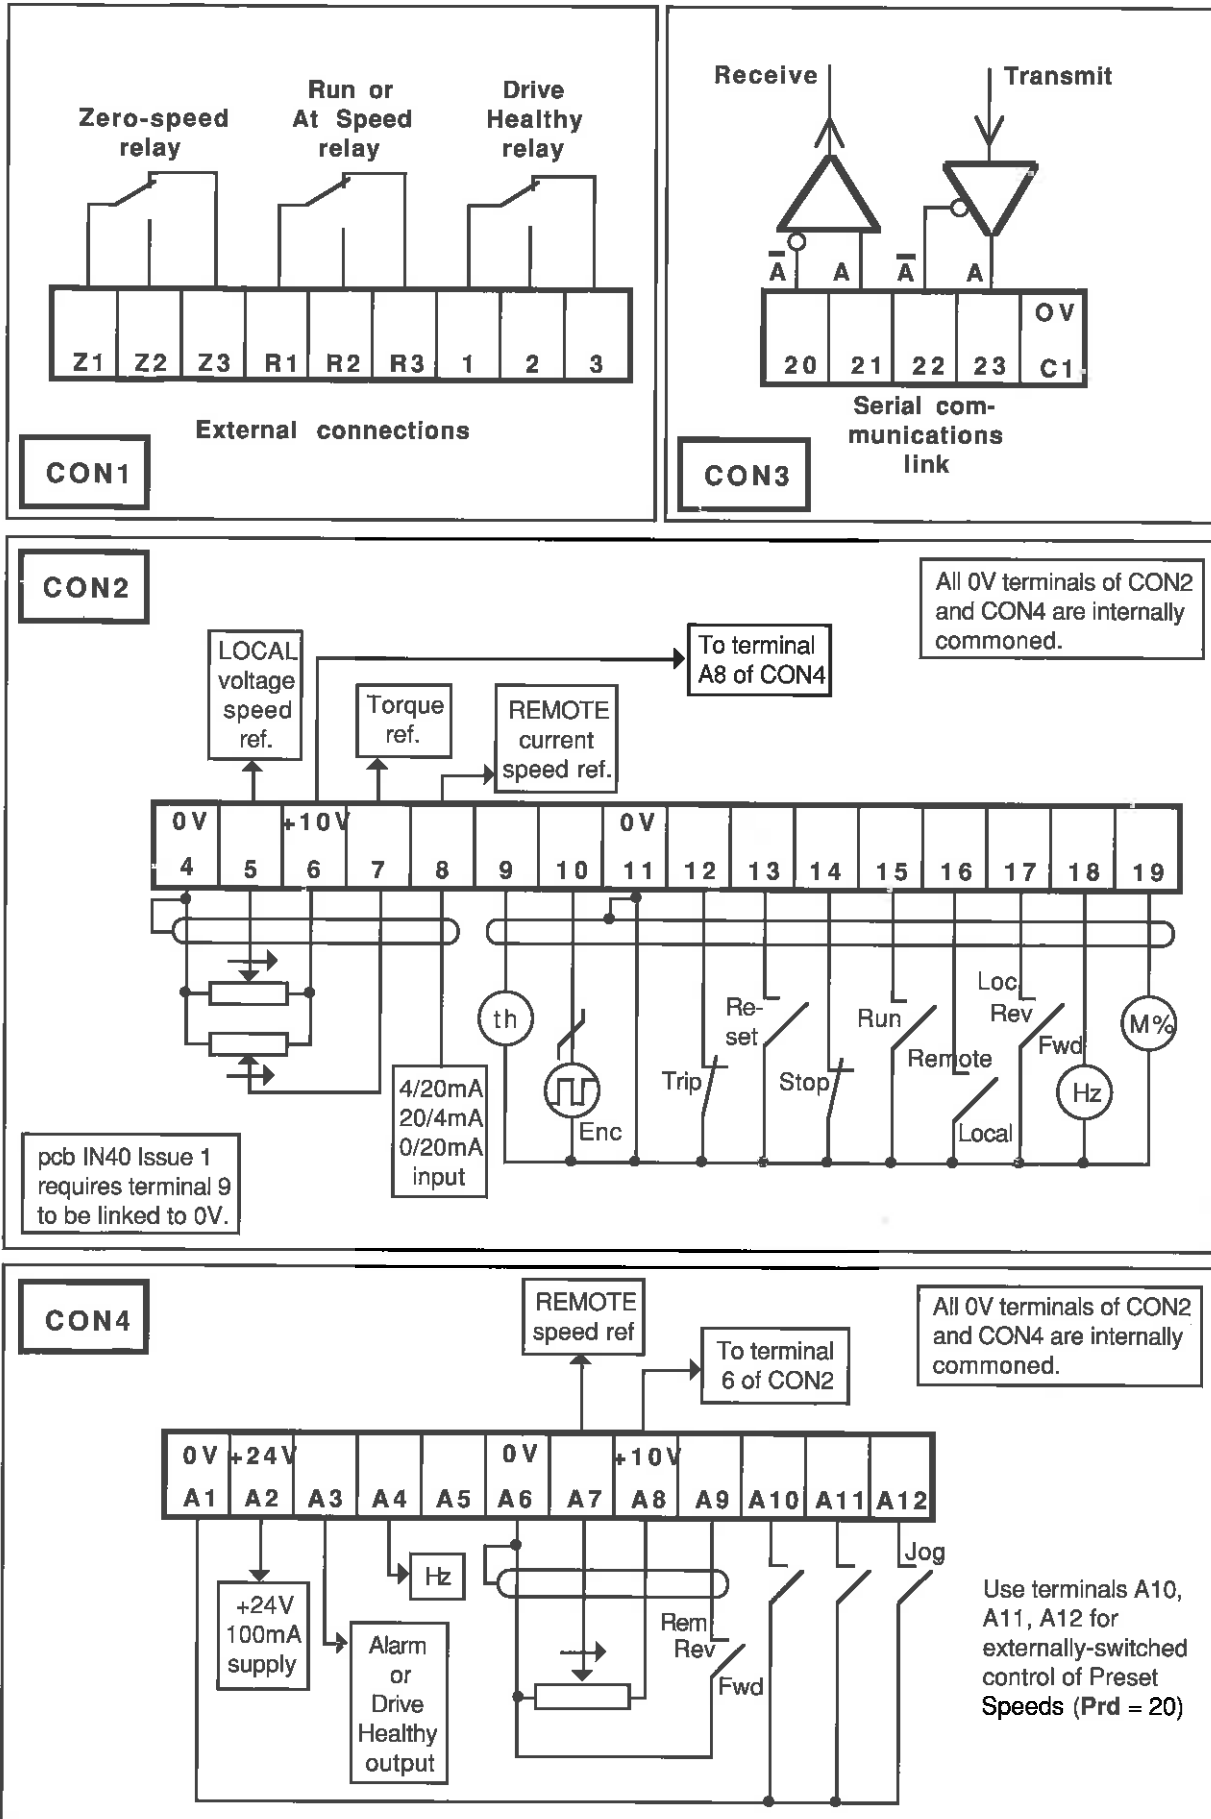 Zero-speed
relay
Run or
At Speed
relay
Drive
Healthy
relay
Z1 Z2 Z3 R1 R2 R3 1 2 3
External connections
CON1
Receive
Transmit
A̅ A A̅ A
0V
20 21 22 23 C1
Serial com-
munications
link
CON3
CON2
All 0V terminals of CON2
and CON4 are internally
commoned.
LOCAL
voltage
speed
ref.
Torque
ref.
REMOTE
current
speed ref.
To terminal
A8 of CON4
0V +10V 0V
4 5 6 7 8 9 10 11 12 13 14 15 16 17 18 19
th
Enc
Trip
Re-
set
Stop
Run
Remote
Local
Loc
Rev
Fwd
Hz
M%
4/20mA
20/4mA
0/20mA
input
pcb IN40 Issue 1
requires terminal 9
to be linked to 0V.
CON4
REMOTE
speed ref
To terminal
6 of CON2
All 0V terminals of CON2
and CON4 are internally
commoned.
0V +24V 0V +10V
A1 A2 A3 A4 A5 A6 A7 A8 A9 A10 A11 A12
+24V
100mA
supply
Alarm
or
Drive
Healthy
output
Hz
Rem
Rev
Fwd
Jog
Use terminals A10,
A11, A12 for
externally-switched
control of Preset
Speeds (Prd = 20)